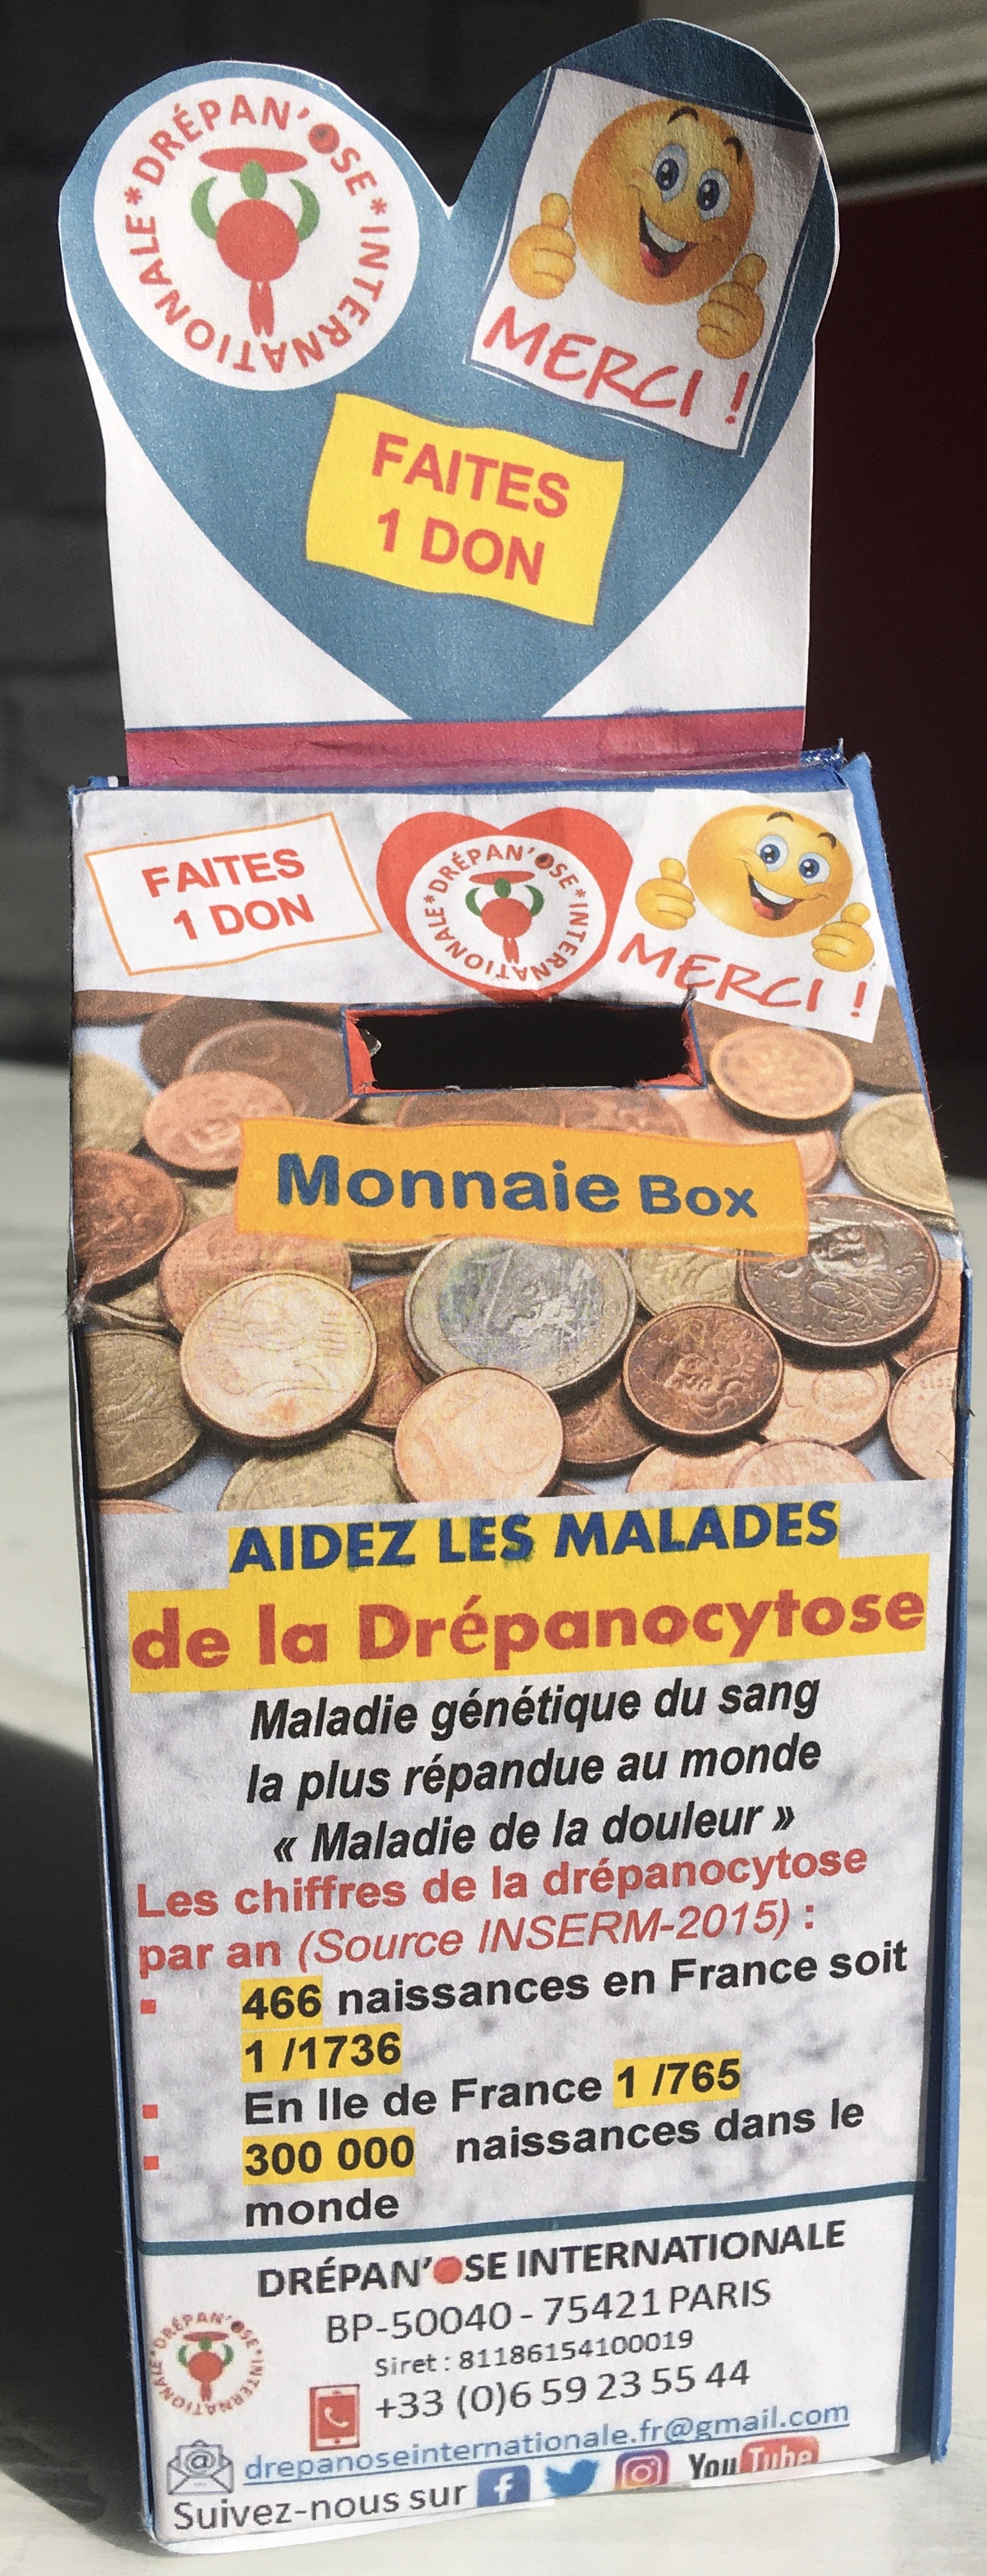 DRÉPAN'OSE * INTERNATIONALE *
MERCI !
FAITES
1 DON
FAITES
1 DON
DRÉPAN'OSE * INTERNATIONALE *
MERCI !
Monnaie Box
AIDEZ LES MALADES
de la Drépanocytose
Maladie génétique du sang
la plus répandue au monde
« Maladie de la douleur »
Les chiffres de la drépanocytose
par an (Source INSERM-2015) :
▪ 466 naissances en France soit
1 /1736
▪ En Ile de France 1 /765
▪ 300 000 naissances dans le
monde
DRÉPAN'OSE INTERNATIONALE
BP-50040 - 75421 PARIS
Siret : 81186154100019
+33 (0)6 59 23 55 44
DRÉPAN'OSE * INTERNATIONALE *
drepanoseinternationale.fr@gmail.com
Suivez-nous sur f YouTube